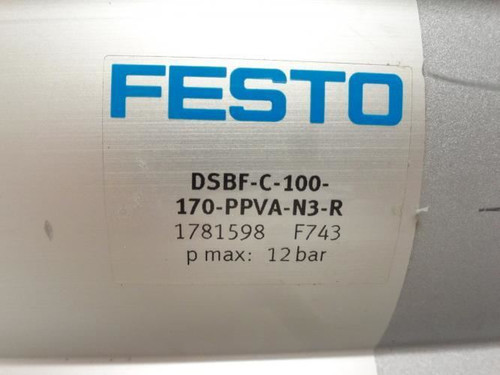 FESTO
DSBF-C-100-
170-PPVA-N3-R
1781598 F743
p max: 12 bar